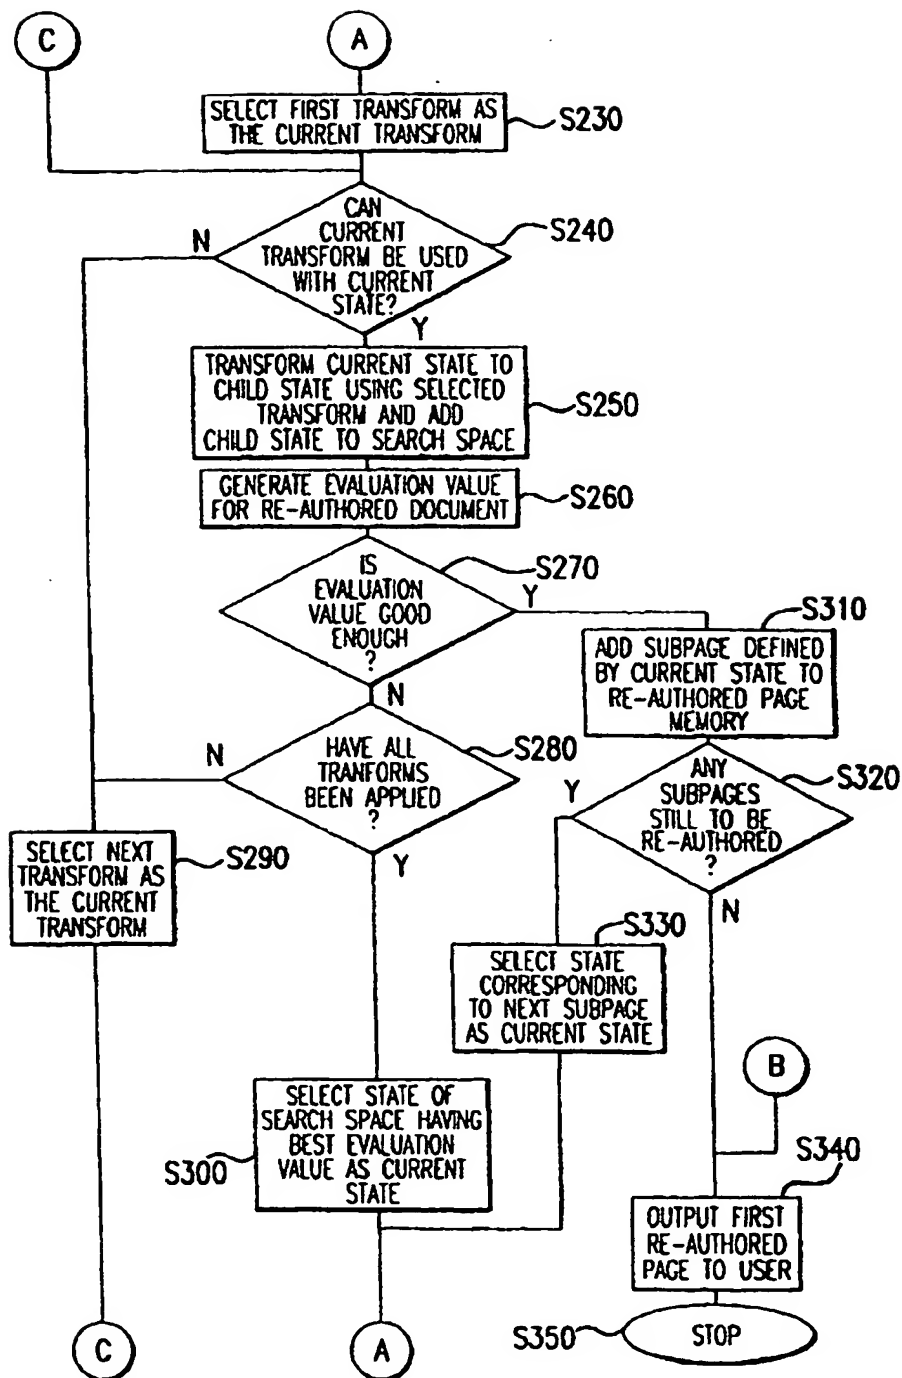 C
A
SELECT FIRST TRANSFORM AS
THE CURRENT TRANSFORM
S230
CAN
CURRENT
TRANSFORM BE USED
WITH CURRENT
STATE?
S240
N
Y
TRANSFORM CURRENT STATE TO
CHILD STATE USING SELECTED
TRANSFORM AND ADD
CHILD STATE TO SEARCH SPACE
S250
GENERATE EVALUATION VALUE
FOR RE-AUTHORED DOCUMENT
S260
IS
EVALUATION
VALUE GOOD
ENOUGH
?
S270
Y
N
ADD SUBPAGE DEFINED
BY CURRENT STATE TO
RE-AUTHORED PAGE
MEMORY
S310
HAVE ALL
TRANFORMS
BEEN APPLIED
?
S280
N
Y
ANY
SUBPAGES
STILL TO BE
RE-AUTHORED
?
S320
Y
N
SELECT NEXT
TRANSFORM AS
THE CURRENT
TRANSFORM
S290
SELECT STATE
CORRESPONDING
TO NEXT SUBPAGE
AS CURRENT STATE
S330
B
SELECT STATE OF
SEARCH SPACE HAVING
BEST EVALUATION
VALUE AS CURRENT
STATE
S300
OUTPUT FIRST
RE-AUTHORED
PAGE TO USER
S340
STOP
S350
C
A